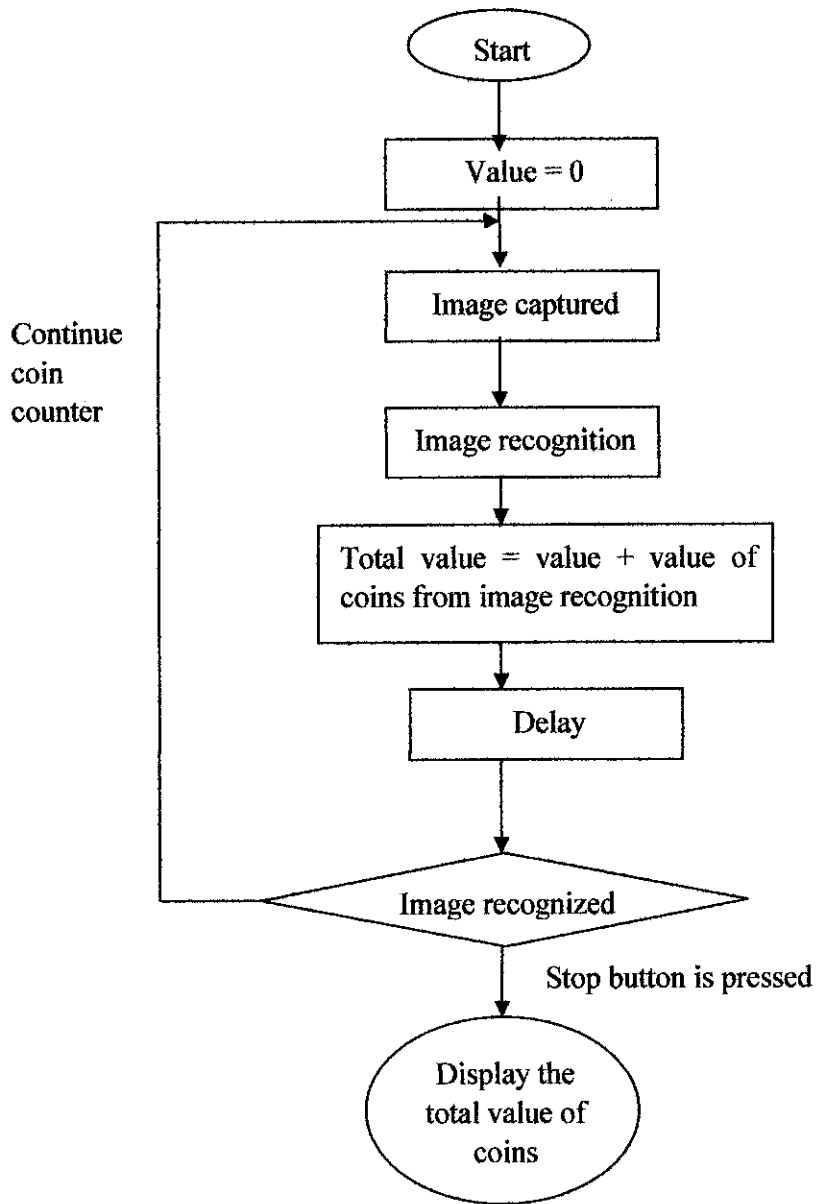 Start
Value = 0
Image captured
Continue
coin
counter
Image recognition
Total value = value + value of
coins from image recognition
Delay
Image recognized
Stop button is pressed
Display the
total value of
coins